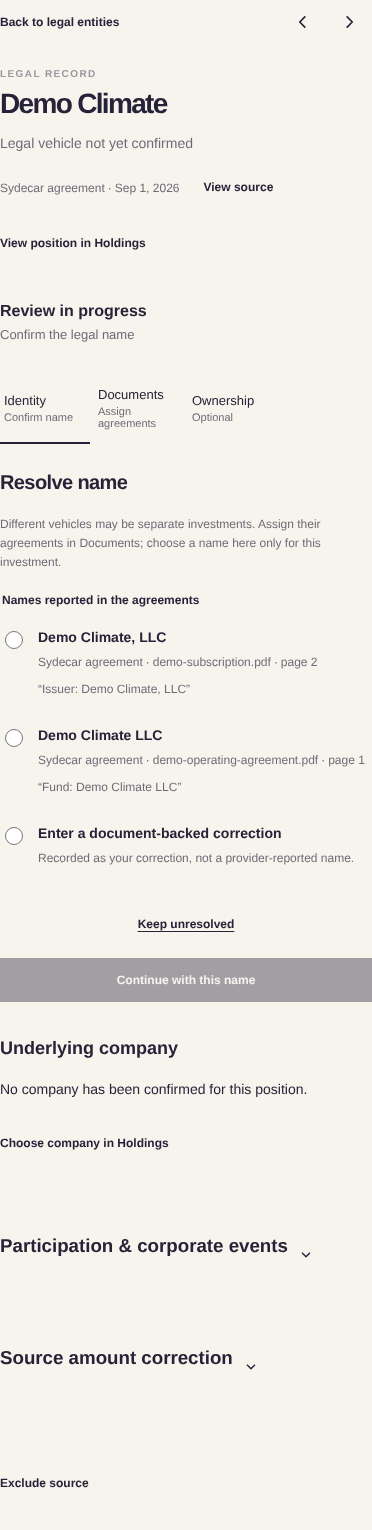 Back to legal entities
LEGAL RECORD
Demo Climate
Legal vehicle not yet confirmed
Sydecar agreement · Sep 1, 2026 View source
View position in Holdings
Review in progress
Confirm the legal name
Identity
Confirm name
Documents
Assign
agreements
Ownership
Optional
Resolve name
Different vehicles may be separate investments. Assign their
agreements in Documents; choose a name here only for this
investment.
Names reported in the agreements
Demo Climate, LLC
Sydecar agreement · demo-subscription.pdf · page 2
“Issuer: Demo Climate, LLC”
Demo Climate LLC
Sydecar agreement · demo-operating-agreement.pdf · page 1
“Fund: Demo Climate LLC”
Enter a document-backed correction
Recorded as your correction, not a provider-reported name.
Keep unresolved
Continue with this name
Underlying company
No company has been confirmed for this position.
Choose company in Holdings
Participation & corporate events
Source amount correction
Exclude source